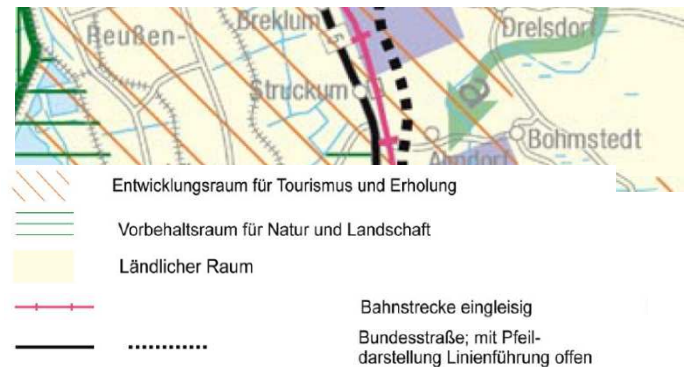 Breklum
Drelsdorf
Reußen-
5
Struckum
Bohmstedt
Ahndorf
Entwicklungsraum für Tourismus und Erholung
Vorbehaltsraum für Natur und Landschaft
Ländlicher Raum
Bahnstrecke eingleisig
Bundesstraße; mit Pfeil-
darstellung Linienführung offen